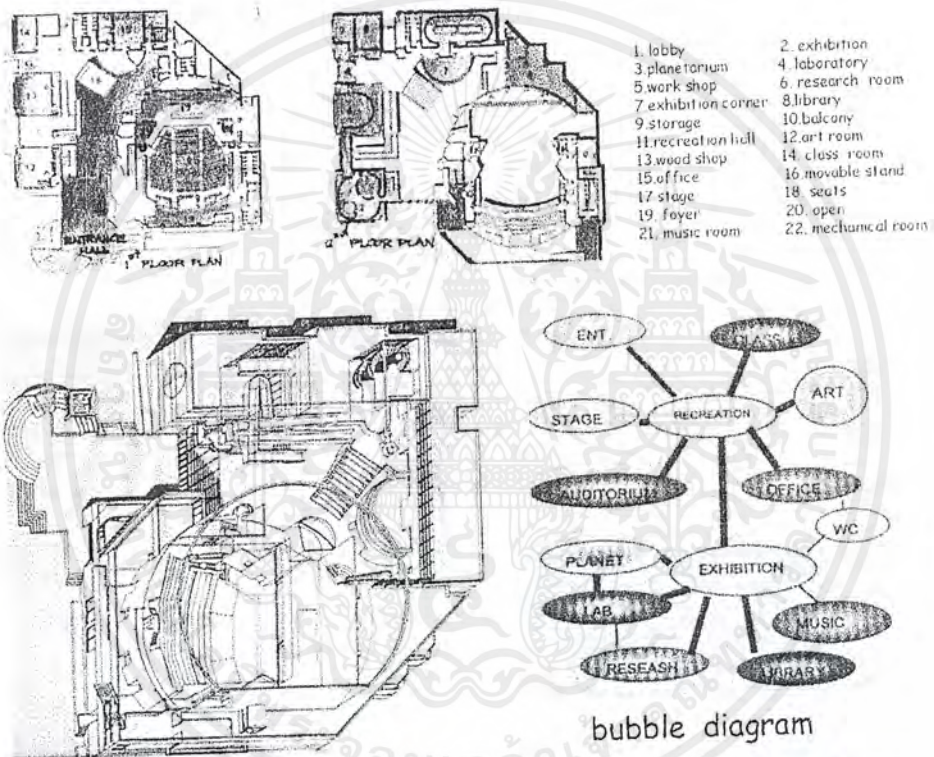 1. lobby 2. exhibition
3.planetarium 4. laboratory
5.work shop 6. research room
7 exhibition corner 8.library
9.storage 10.balcony
11.recreation hall 12.art room
13.wood shop 14. class room
15.office 16 movable stand
17 stage 18. seats
19. foyer 20. open
21. music room 22. mechanical room
ENTRANCE
HALL
1st FLOOR PLAN
2nd FLOOR PLAN
ENT
CLASS
STAGE
RECREATION
ART
AUDITORIUM
OFFICE
WC
PLANET
EXHIBITION
LAB
MUSIC
RESEASH
LIBRARY
bubble diagram